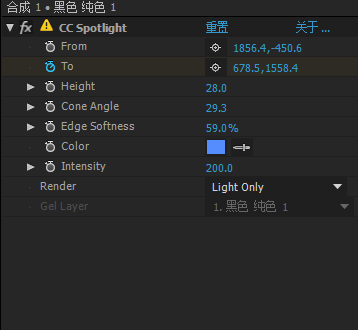 合成 1 • 黑色 纯色 1
fx CC Spotlight 重置 关于...
From 1856.4,-450.6
To 678.5,1558.4
Height 28.0
Cone Angle 29.3
Edge Softness 59.0%
Color
Intensity 200.0
Render Light Only
Gel Layer 1. 黑色 纯色 1